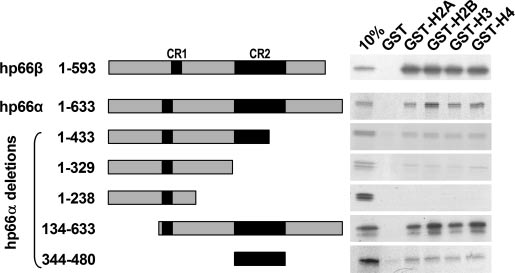 10% GST GST-H2A GST-H2B GST-H3 GST-H4
CR1 CR2
hp66β 1-593
hp66α 1-633
hp66α deletions
1-433
1-329
1-238
134-633
344-480